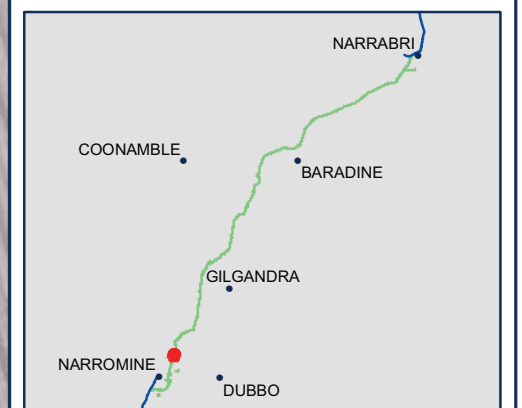 NARRABRI
COONAMBLE
BARADINE
GILGANDRA
NARROMINE
DUBBO